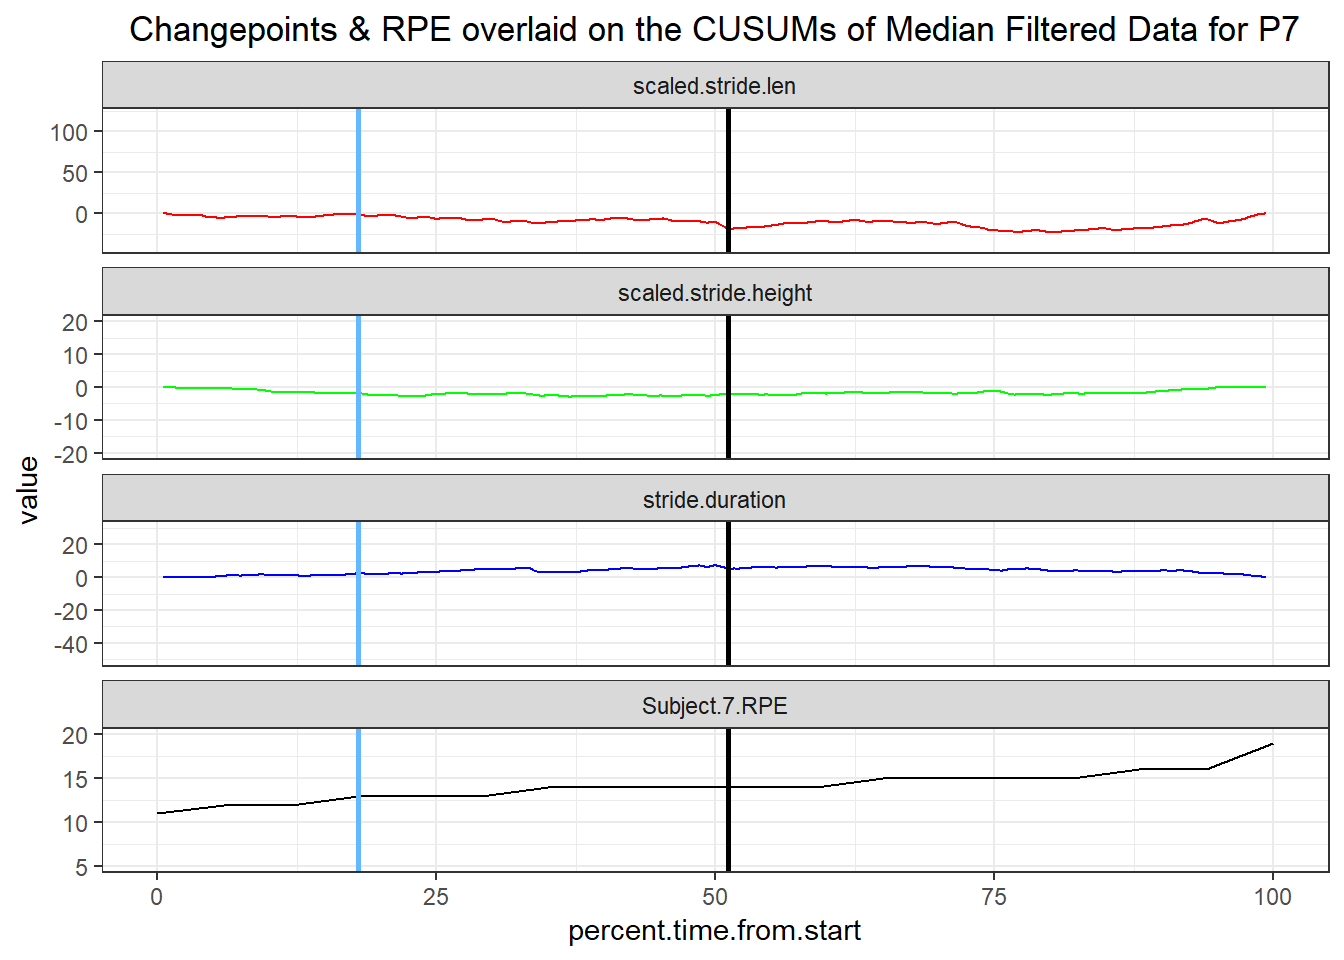 Changepoints & RPE overlaid on the CUSUMs of Median Filtered Data for P7
scaled.stride.len
100
50
0
scaled.stride.height
20
10
0
-10
-20
value
stride.duration
20
0
-20
-40
Subject.7.RPE
20
15
10
5
0 25 50 75 100
percent.time.from.start